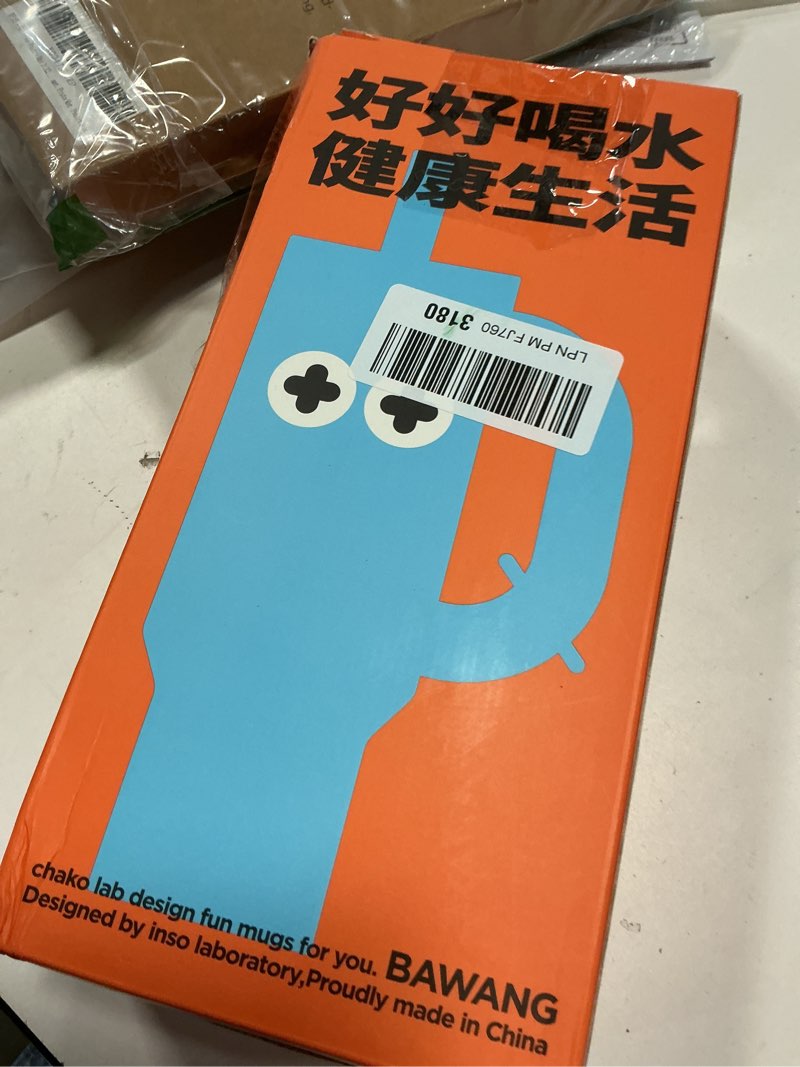 好好喝水
健康生活
LPN PM FJ760 3180
chako lab design fun mugs for you.
Designed by inso laboratory,Proudly made in China
BAWANG